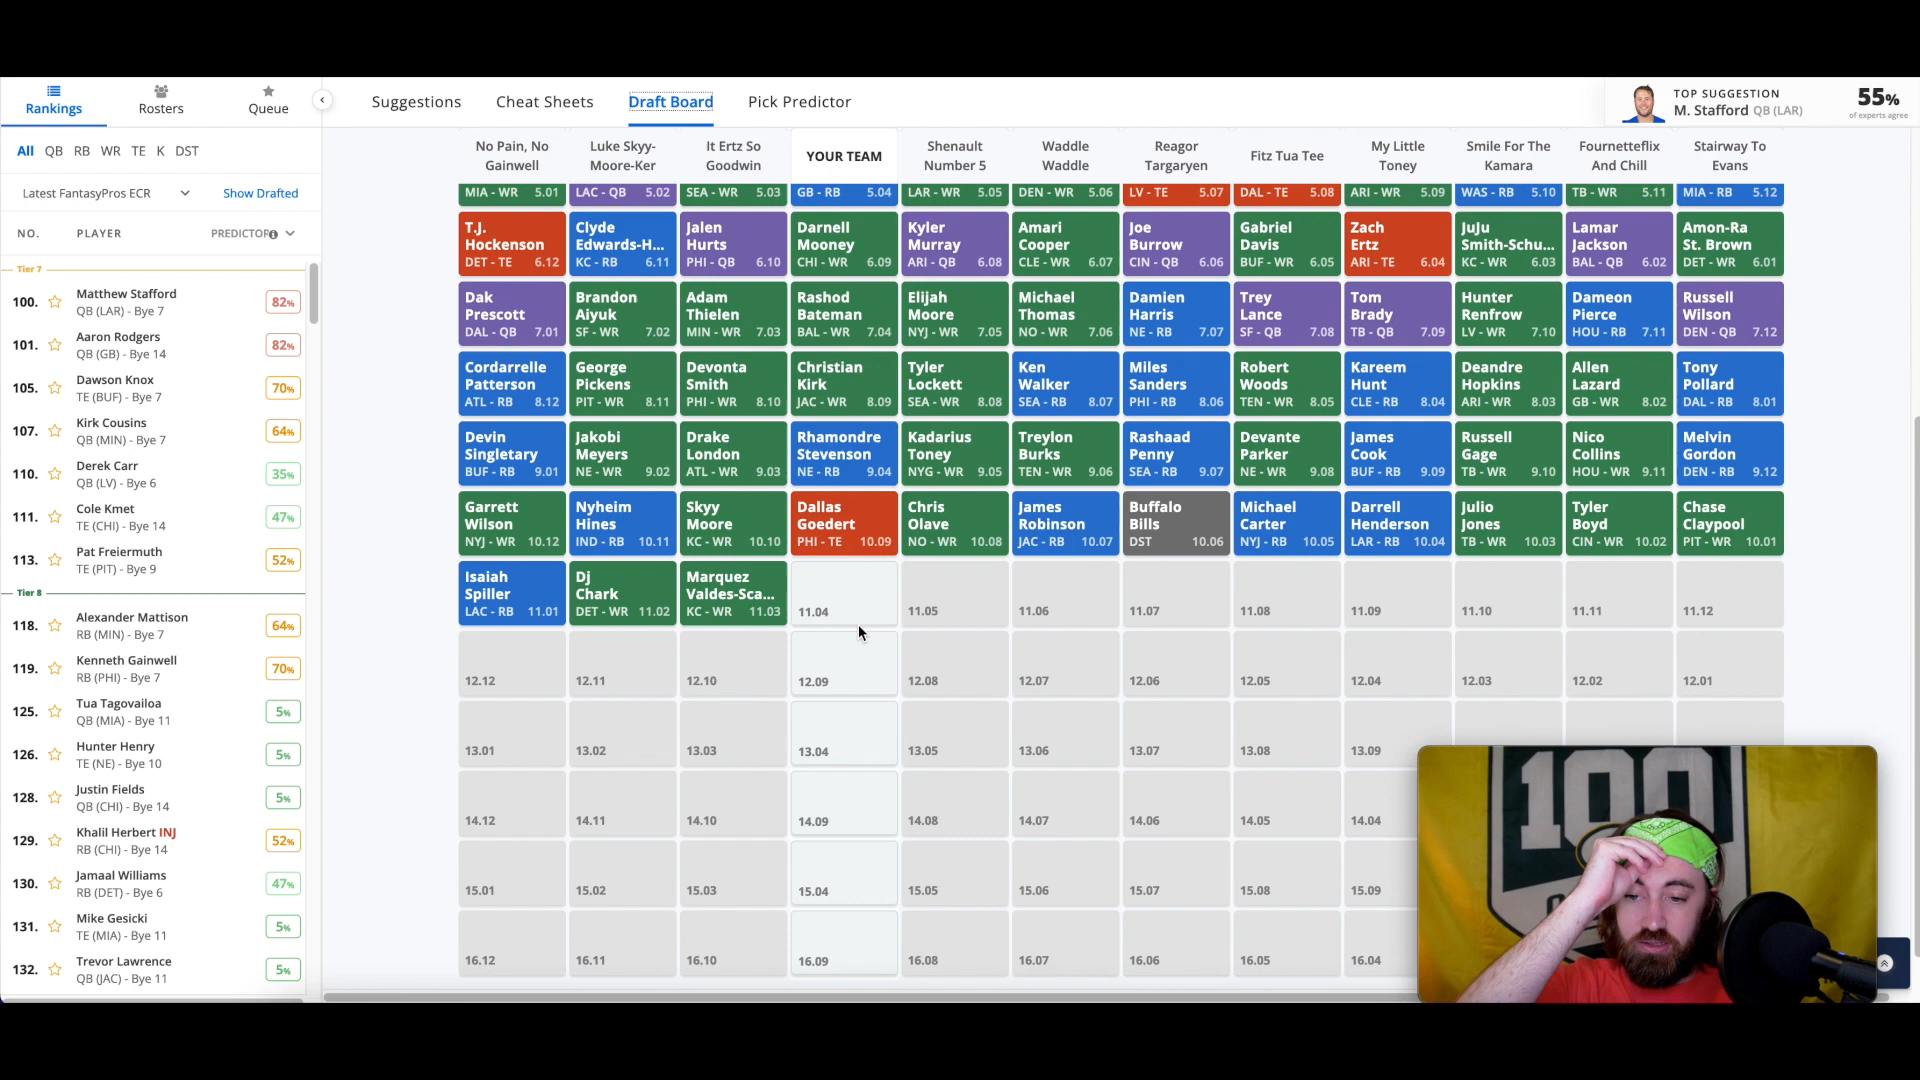 Rankings
Rosters
Queue
Suggestions
Cheat Sheets
Draft Board
Pick Predictor
TOP SUGGESTION
M. Stafford QB (LAR)
55%
of experts agree
All QB RB WR TE K DST
Latest FantasyPros ECR
Show Drafted
NO. PLAYER PREDICTOR
Tier 7
100. Matthew Stafford 82%
QB (LAR) - Bye 7
101. Aaron Rodgers 82%
QB (GB) - Bye 14
105. Dawson Knox 70%
TE (BUF) - Bye 7
107. Kirk Cousins 64%
QB (MIN) - Bye 7
110. Derek Carr 35%
QB (LV) - Bye 6
111. Cole Kmet 47%
TE (CHI) - Bye 14
113. Pat Freiermuth 52%
TE (PIT) - Bye 9
Tier 8
118. Alexander Mattison 64%
RB (MIN) - Bye 7
119. Kenneth Gainwell 70%
RB (PHI) - Bye 7
125. Tua Tagovailoa 5%
QB (MIA) - Bye 11
126. Hunter Henry 5%
TE (NE) - Bye 10
128. Justin Fields 5%
QB (CHI) - Bye 14
129. Khalil Herbert INJ 52%
RB (CHI) - Bye 14
130. Jamaal Williams 47%
RB (DET) - Bye 6
131. Mike Gesicki 5%
TE (MIA) - Bye 11
132. Trevor Lawrence 5%
QB (JAC) - Bye 11
No Pain, No Luke Skyy- It Ertz So YOUR TEAM Shenault Waddle Reagor Fitz Tua Tee My Little Smile For The Fournetteflix Stairway To
Gainwell Moore-Ker Goodwin Number 5 Waddle Targaryen Toney Kamara And Chill Evans
MIA - WR 5.01 LAC - QB 5.02 SEA - WR 5.03 GB - RB 5.04 LAR - WR 5.05 DEN - WR 5.06 LV - TE 5.07 DAL - TE 5.08 ARI - WR 5.09 WAS - RB 5.10 TB - WR 5.11 MIA - RB 5.12
T.J. Clyde Jalen Darnell Kyler Amari Joe Gabriel Zach JuJu Lamar Amon-Ra
Hockenson Edwards-H... Hurts Mooney Murray Cooper Burrow Davis Ertz Smith-Schu... Jackson St. Brown
DET - TE 6.12 KC - RB 6.11 PHI - QB 6.10 CHI - WR 6.09 ARI - QB 6.08 CLE - WR 6.07 CIN - QB 6.06 BUF - WR 6.05 ARI - TE 6.04 KC - WR 6.03 BAL - QB 6.02 DET - WR 6.01
Dak Brandon Adam Rashod Elijah Michael Damien Trey Tom Hunter Dameon Russell
Prescott Aiyuk Thielen Bateman Moore Thomas Harris Lance Brady Renfrow Pierce Wilson
DAL - QB 7.01 SF - WR 7.02 MIN - WR 7.03 BAL - WR 7.04 NYJ - WR 7.05 NO - WR 7.06 NE - RB 7.07 SF - QB 7.08 TB - QB 7.09 LV - WR 7.10 HOU - RB 7.11 DEN - QB 7.12
Cordarrelle George Devonta Christian Tyler Ken Miles Robert Kareem Deandre Allen Tony
Patterson Pickens Smith Kirk Lockett Walker Sanders Woods Hunt Hopkins Lazard Pollard
ATL - RB 8.12 PIT - WR 8.11 PHI - WR 8.10 JAC - WR 8.09 SEA - WR 8.08 SEA - RB 8.07 PHI - RB 8.06 TEN - WR 8.05 CLE - RB 8.04 ARI - WR 8.03 GB - WR 8.02 DAL - RB 8.01
Devin Jakobi Drake Rhamondre Kadarius Treylon Rashaad Devante James Russell Nico Melvin
Singletary Meyers London Stevenson Toney Burks Penny Parker Cook Gage Collins Gordon
BUF - RB 9.01 NE - WR 9.02 ATL - WR 9.03 NE - RB 9.04 NYG - WR 9.05 TEN - WR 9.06 SEA - RB 9.07 NE - WR 9.08 BUF - RB 9.09 TB - WR 9.10 HOU - WR 9.11 DEN - RB 9.12
Garrett Nyheim Skyy Dallas Chris James Buffalo Michael Darrell Julio Tyler Chase
Wilson Hines Moore Goedert Olave Robinson Bills Carter Henderson Jones Boyd Claypool
NYJ - WR 10.12 IND - RB 10.11 KC - WR 10.10 PHI - TE 10.09 NO - WR 10.08 JAC - RB 10.07 DST 10.06 NYJ - RB 10.05 LAR - RB 10.04 TB - WR 10.03 CIN - WR 10.02 PIT - WR 10.01
Isaiah Dj Marquez
Spiller Chark Valdes-Sca...
LAC - RB 11.01 DET - WR 11.02 KC - WR 11.03 11.04 11.05 11.06 11.07 11.08 11.09 11.10 11.11 11.12
12.12 12.11 12.10 12.09 12.08 12.07 12.06 12.05 12.04 12.03 12.02 12.01
13.01 13.02 13.03 13.04 13.05 13.06 13.07 13.08 13.09
14.12 14.11 14.10 14.09 14.08 14.07 14.06 14.05 14.04
15.01 15.02 15.03 15.04 15.05 15.06 15.07 15.08 15.09
16.12 16.11 16.10 16.09 16.08 16.07 16.06 16.05 16.04
100